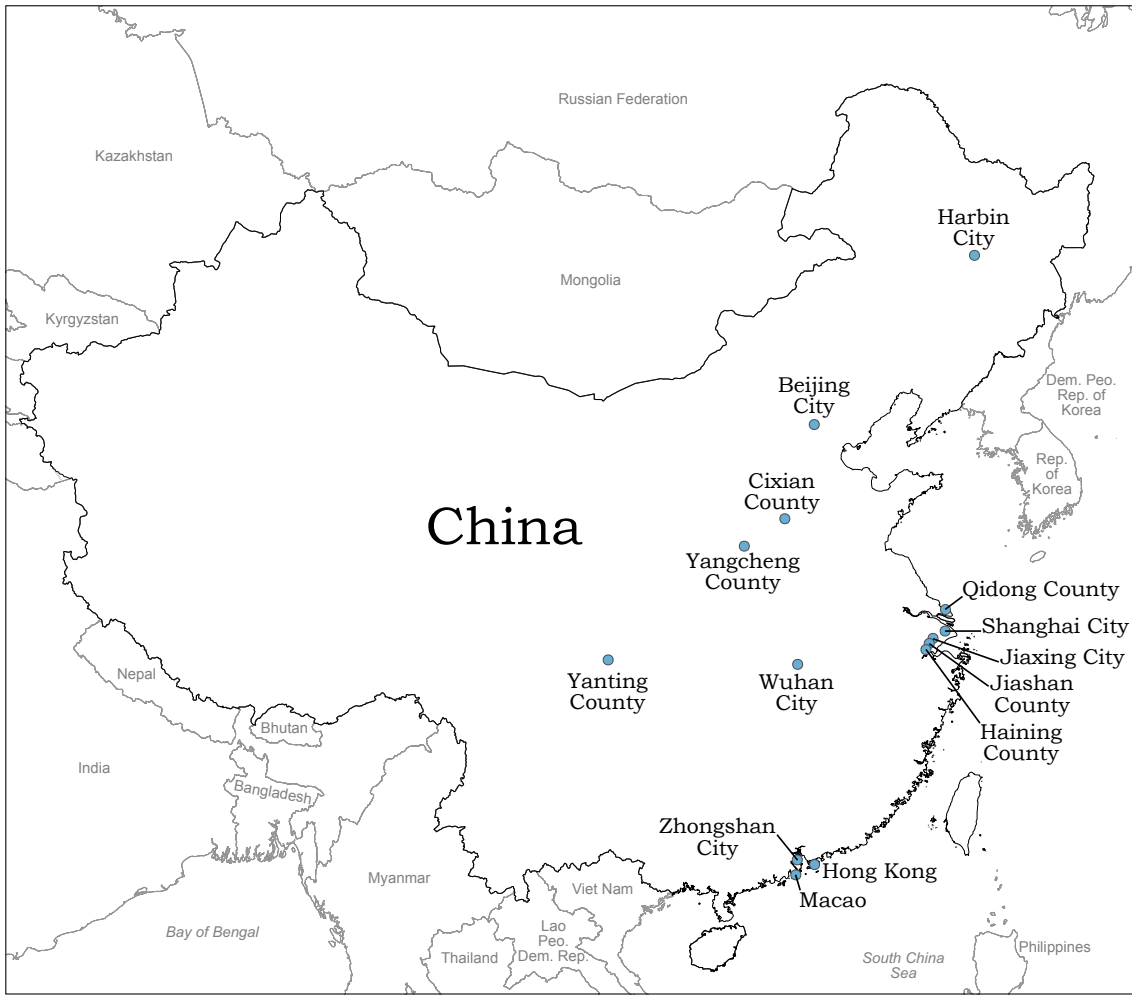 Russian Federation
Kazakhstan
Harbin
City
Mongolia
Kyrgyzstan
Beijing
City
Dem. Peo.
Rep. of
Korea
Rep.
of
Korea
Cixian
County
China
Yangcheng
County
Qidong County
Shanghai City
Jiaxing City
Jiashan
County
Haining
County
Nepal
Yanting
County
Wuhan
City
Bhutan
India
Bangladesh
Zhongshan
City
Hong Kong
Macao
Myanmar
Viet Nam
Lao
Peo.
Dem. Rep.
Bay of Bengal
Thailand
South China
Sea
Philippines